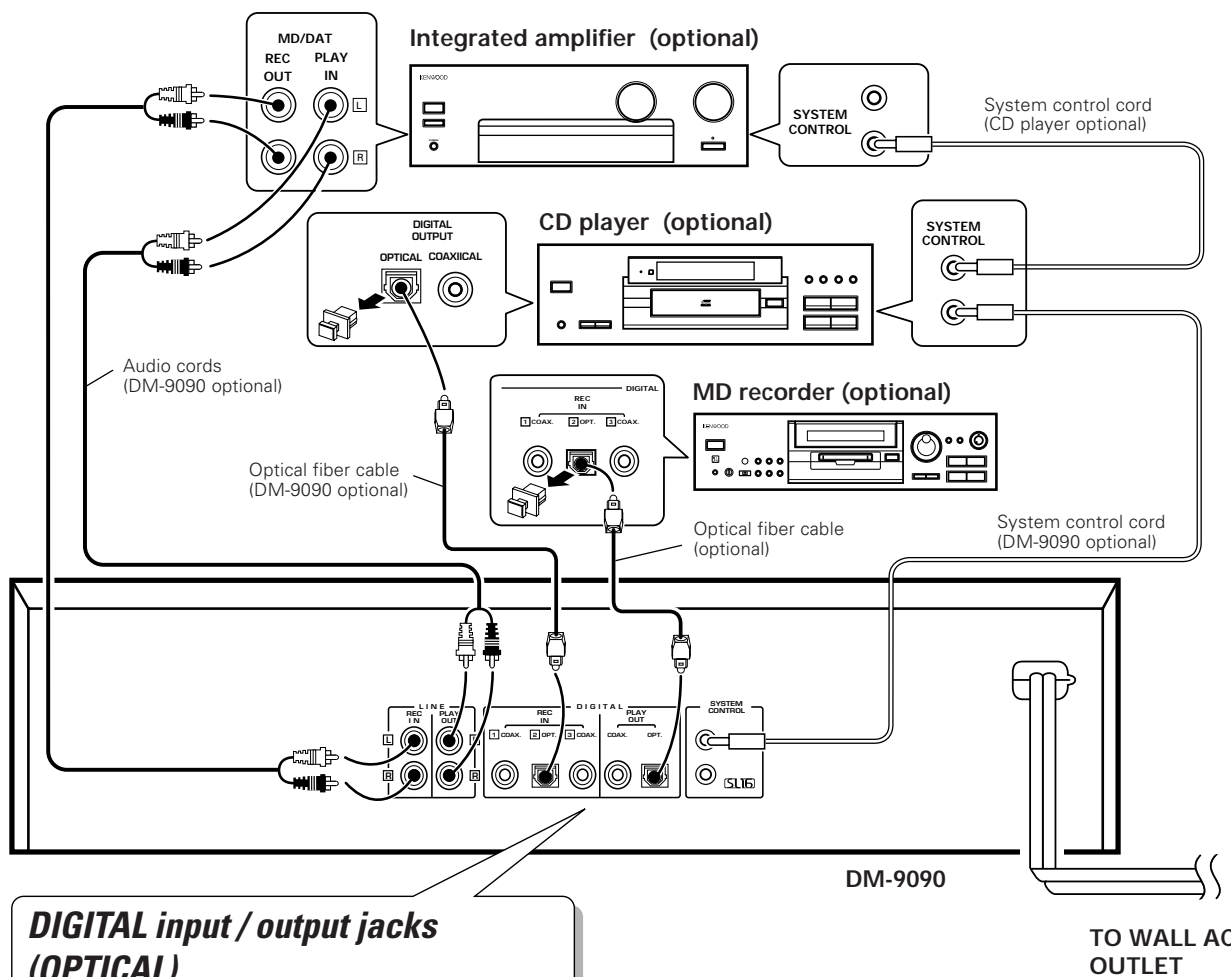 MD/DAT
REC OUT
PLAY IN
L
R
Integrated amplifier (optional)
KENWOOD
SYSTEM CONTROL
System control cord
(CD player optional)
DIGITAL
OUTPUT
OPTICAL COAXIICAL
CD player (optional)
SYSTEM
CONTROL
Audio cords
(DM-9090 optional)
DIGITAL
REC
IN
1 COAX. 2 OPT. 3 COAX.
MD recorder (optional)
KENWOOD
Optical fiber cable
(DM-9090 optional)
Optical fiber cable
(optional)
System control cord
(DM-9090 optional)
LINE
REC IN
PLAY OUT
L
R
R
DIGITAL
REC
IN
1 COAX. 2 OPT. 3 COAX.
PLAY
OUT
COAX. OPT.
SYSTEM
CONTROL
SL16
DM-9090
DIGITAL input / output jacks
(OPTICAL)
TO WALL AC
OUTLET